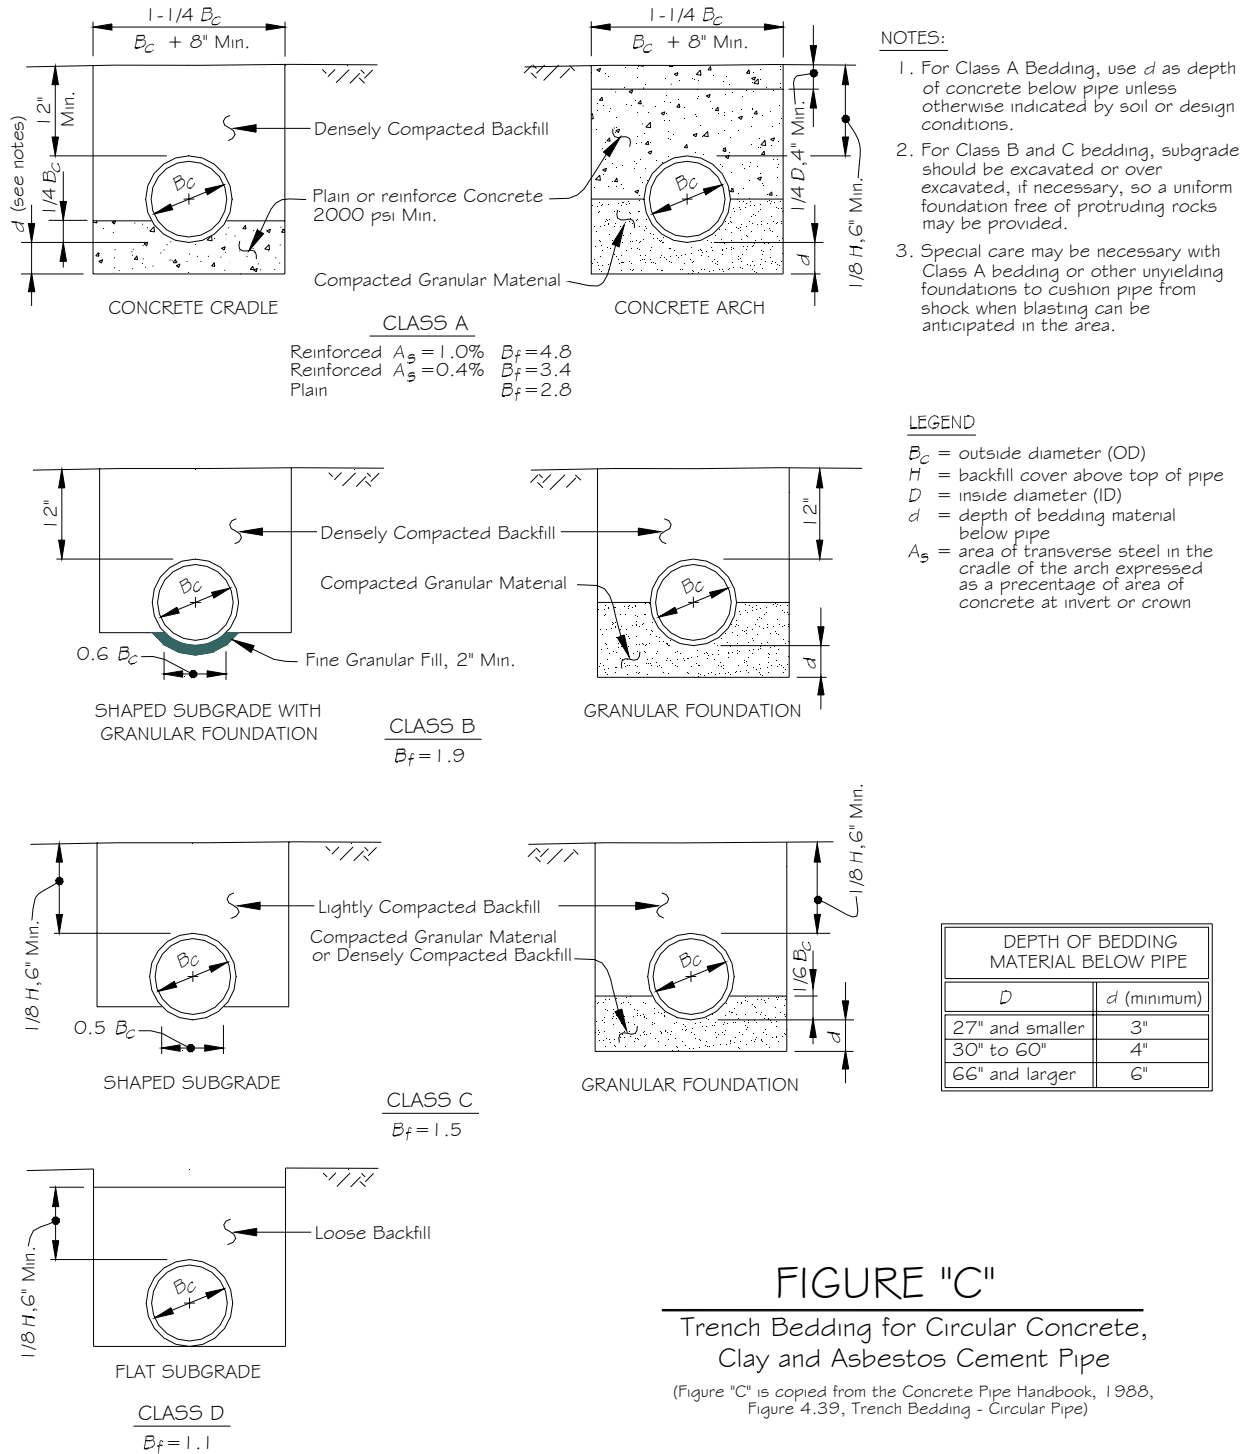 1-1/4 Bc
Bc + 8" Min.
12" Min.
d (see notes)
1/4 Bc
Densely Compacted Backfill
Bc
Plain or reinforce Concrete
2000 psi Min.
Compacted Granular Material
CONCRETE CRADLE
1-1/4 Bc
Bc + 8" Min.
1/4 D,4" Min.
1/8 H,6" Min.
Bc
d
CONCRETE ARCH
CLASS A
Reinforced As=1.0% Bf=4.8
Reinforced As=0.4% Bf=3.4
Plain Bf=2.8
NOTES:
1. For Class A Bedding, use d as depth
of concrete below pipe unless
otherwise indicated by soil or design
conditions.
2. For Class B and C bedding, subgrade
should be excavated or over
excavated, if necessary, so a uniform
foundation free of protruding rocks
may be provided.
3. Special care may be necessary with
Class A bedding or other unyielding
foundations to cushion pipe from
shock when blasting can be
anticipated in the area.
LEGEND
Bc = outside diameter (OD)
H = backfill cover above top of pipe
D = inside diameter (ID)
d = depth of bedding material
below pipe
As = area of transverse steel in the
cradle of the arch expressed
as a precentage of area of
concrete at invert or crown
12"
Densely Compacted Backfill
12"
Compacted Granular Material
Bc
Bc
0.6 Bc
Fine Granular Fill, 2" Min.
d
SHAPED SUBGRADE WITH
GRANULAR FOUNDATION
GRANULAR FOUNDATION
CLASS B
Bf=1.9
1/8 H,6" Min.
1/8 H,6" Min.
Lightly Compacted Backfill
Compacted Granular Material
or Densely Compacted Backfill
Bc
Bc
1/6 Bc
0.5 Bc
d
SHAPED SUBGRADE
GRANULAR FOUNDATION
CLASS C
Bf=1.5
DEPTH OF BEDDING
MATERIAL BELOW PIPE
D d (minimum)
27" and smaller 3"
30" to 60" 4"
66" and larger 6"
1/8 H,6" Min.
Loose Backfill
Bc
FLAT SUBGRADE
CLASS D
Bf=1.1
FIGURE "C"
Trench Bedding for Circular Concrete,
Clay and Asbestos Cement Pipe
(Figure "C" is copied from the Concrete Pipe Handbook, 1988,
Figure 4.39, Trench Bedding - Circular Pipe)